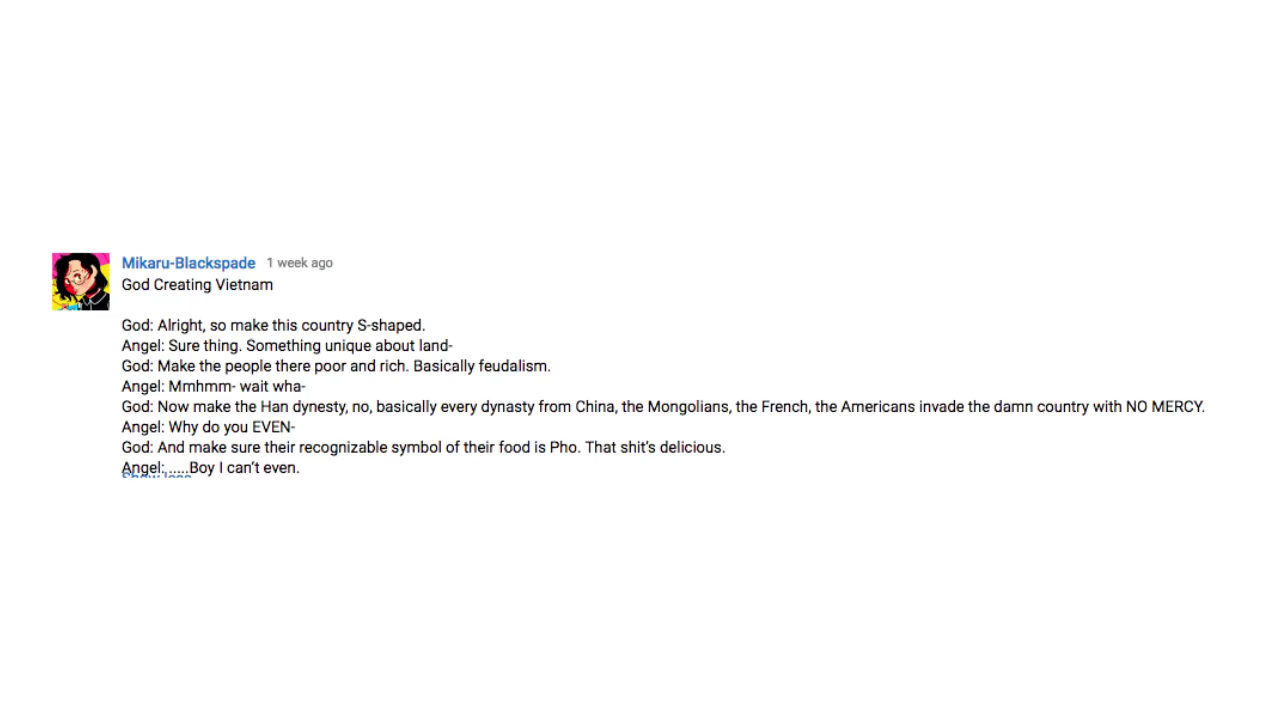 Mikaru-Blackspade 1 week ago
God Creating Vietnam
God: Alright, so make this country S-shaped.
Angel: Sure thing. Something unique about land-
God: Make the people there poor and rich. Basically feudalism.
Angel: Mmhmm- wait wha-
God: Now make the Han dynesty, no, basically every dynasty from China, the Mongolians, the French, the Americans invade the damn country with NO MERCY.
Angel: Why do you EVEN-
God: And make sure their recognizable symbol of their food is Pho. That shit's delicious.
Angel: .....Boy I can't even.
Show less